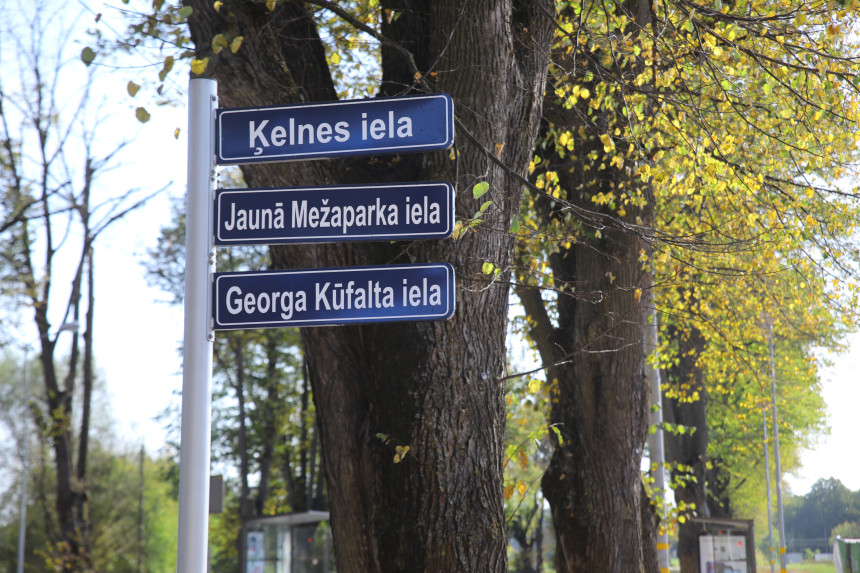 Ķelnes iela
Jaunā Mežaparka iela
Georga Kūfalta iela